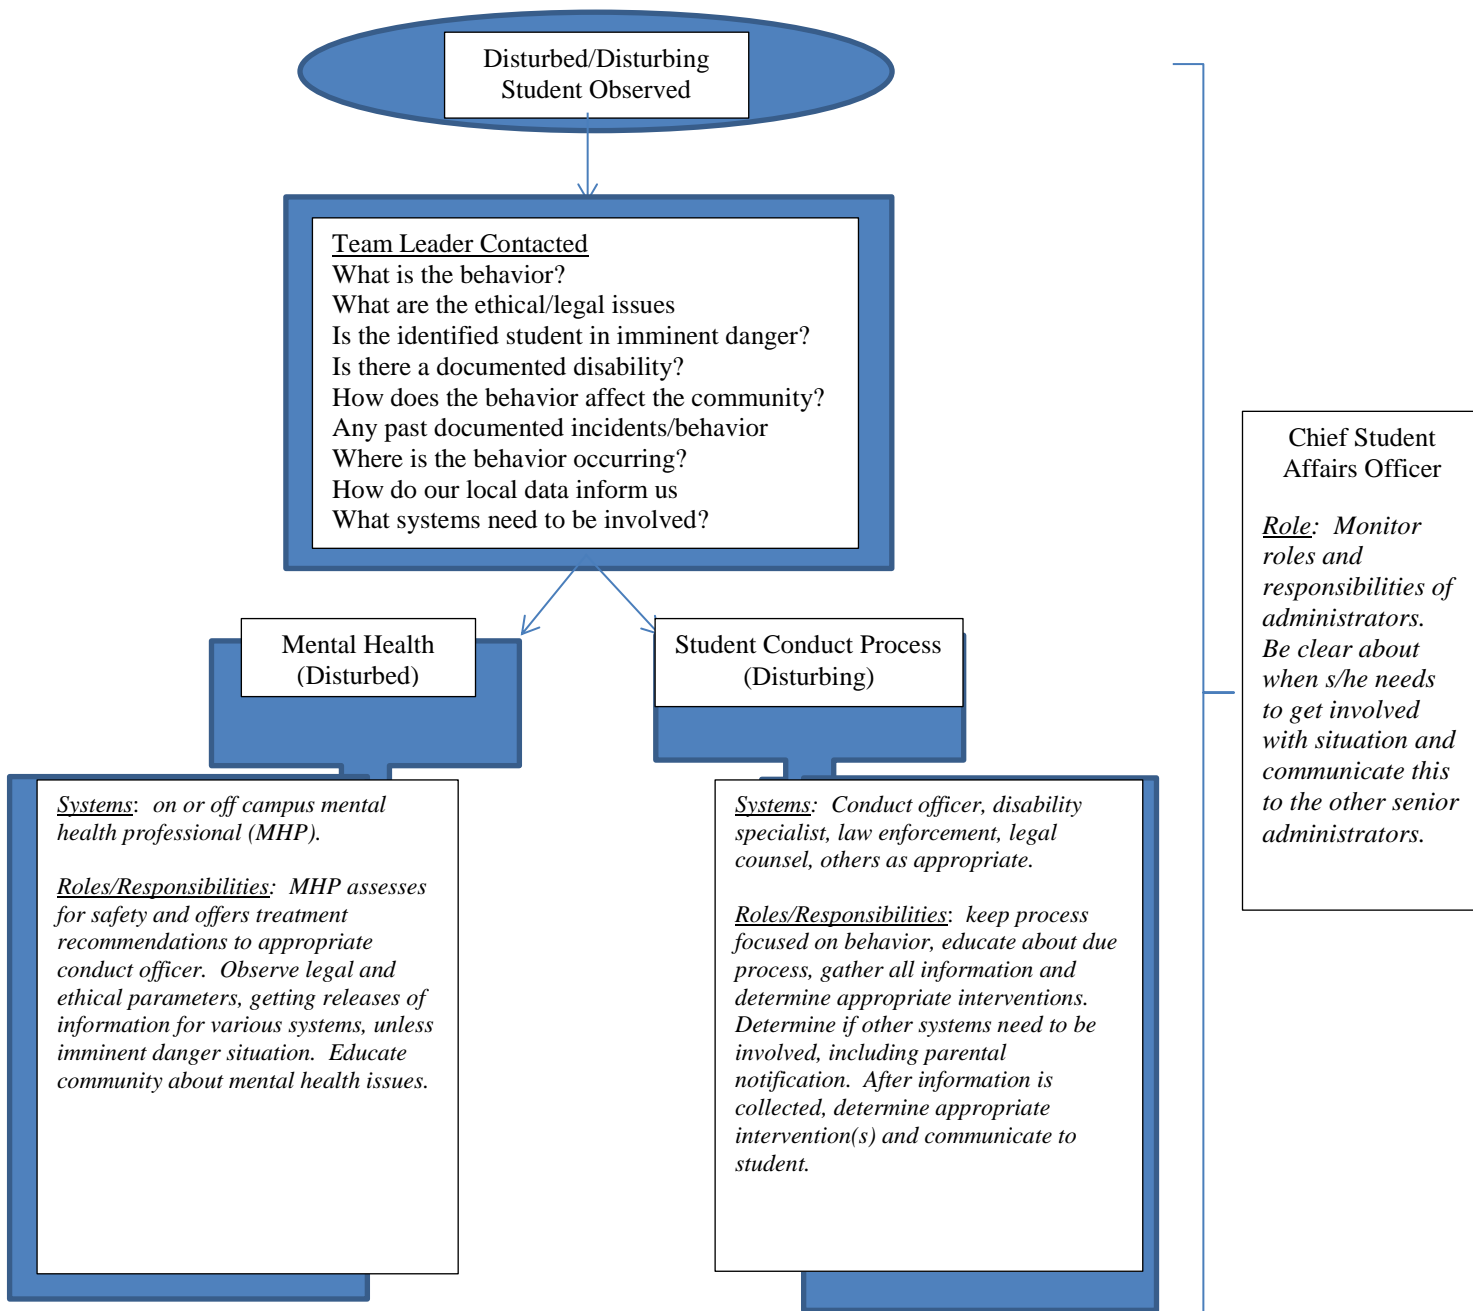 Disturbed/Disturbing
Student Observed
Team Leader Contacted
What is the behavior?
What are the ethical/legal issues
Is the identified student in imminent danger?
Is there a documented disability?
How does the behavior affect the community?
Any past documented incidents/behavior
Where is the behavior occurring?
How do our local data inform us
What systems need to be involved?
Mental Health
(Disturbed)
Student Conduct Process
(Disturbing)
Systems:  on or off campus mental
health professional (MHP).
Roles/Responsibilities:  MHP assesses
for safety and offers treatment
recommendations to appropriate
conduct officer.  Observe legal and
ethical parameters, getting releases of
information for various systems, unless
imminent danger situation.  Educate
community about mental health issues.
Systems:  Conduct officer, disability
specialist, law enforcement, legal
counsel, others as appropriate.
Roles/Responsibilities:  keep process
focused on behavior, educate about due
process, gather all information and
determine appropriate interventions.
Determine if other systems need to be
involved, including parental
notification.  After information is
collected, determine appropriate
intervention(s) and communicate to
student.
Chief Student
Affairs Officer
Role:  Monitor
roles and
responsibilities of
administrators.
Be clear about
when s/he needs
to get involved
with situation and
communicate this
to the other senior
administrators.